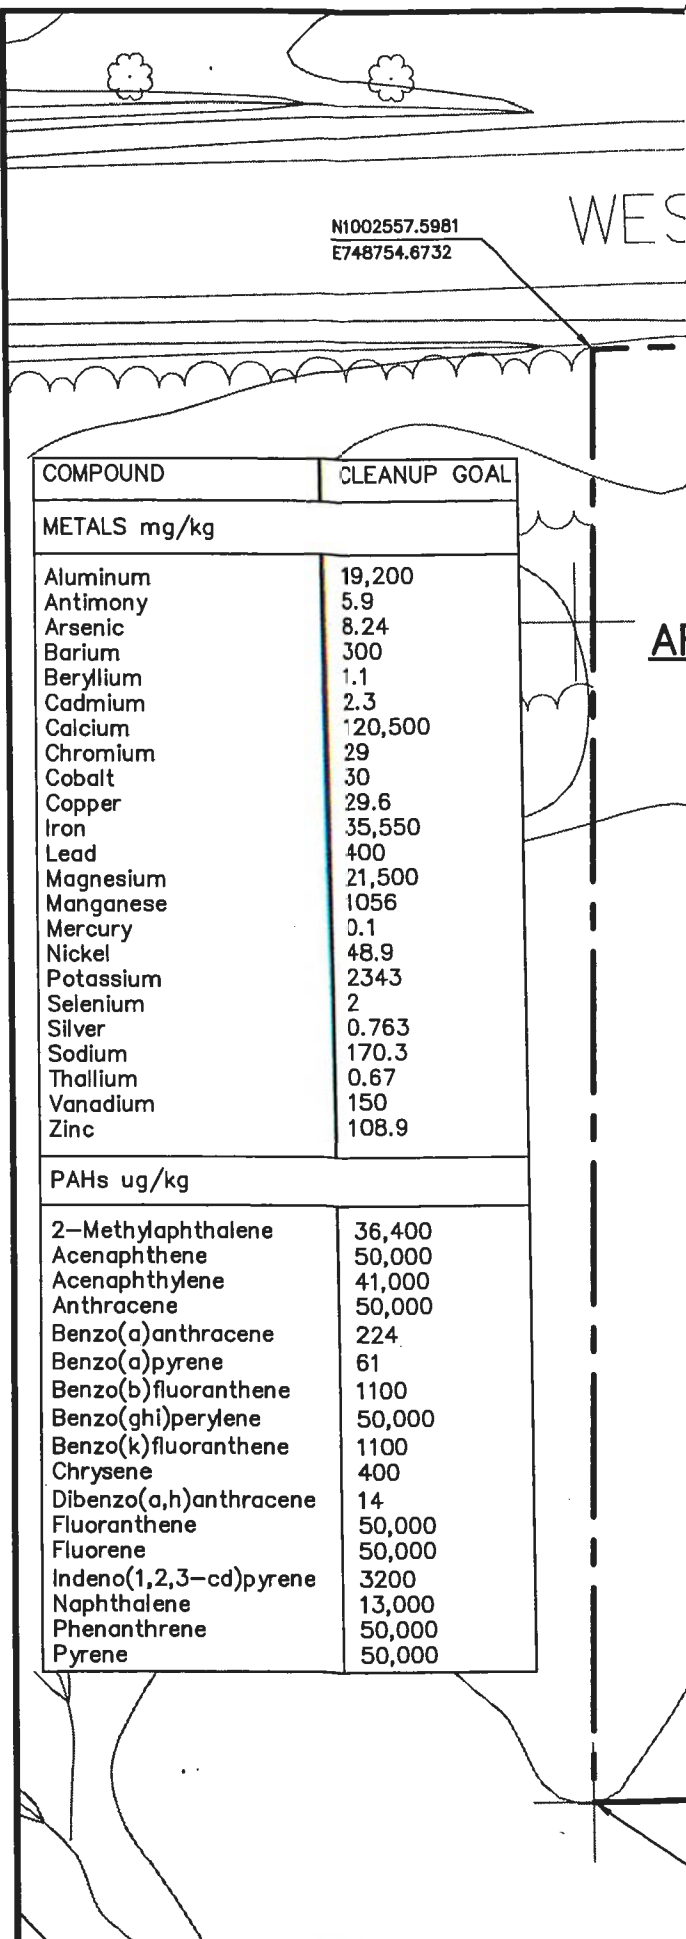 N1002557.5981
E748754.6732
WES
COMPOUND CLEANUP GOAL
METALS mg/kg
Aluminum 19,200
Antimony 5.9
Arsenic 8.24
Barium 300
Beryllium 1.1
Cadmium 2.3
Calcium 120,500
Chromium 29
Cobalt 30
Copper 29.6
Iron 35,550
Lead 400
Magnesium 21,500
Manganese 1056
Mercury 0.1
Nickel 48.9
Potassium 2343
Selenium 2
Silver 0.763
Sodium 170.3
Thallium 0.67
Vanadium 150
Zinc 108.9
PAHs ug/kg
2-Methylaphthalene 36,400
Acenaphthene 50,000
Acenaphthylene 41,000
Anthracene 50,000
Benzo(a)anthracene 224
Benzo(a)pyrene 61
Benzo(b)fluoranthene 1100
Benzo(ghi)perylene 50,000
Benzo(k)fluoranthene 1100
Chrysene 400
Dibenzo(a,h)anthracene 14
Fluoranthene 50,000
Fluorene 50,000
Indeno(1,2,3-cd)pyrene 3200
Naphthalene 13,000
Phenanthrene 50,000
Pyrene 50,000